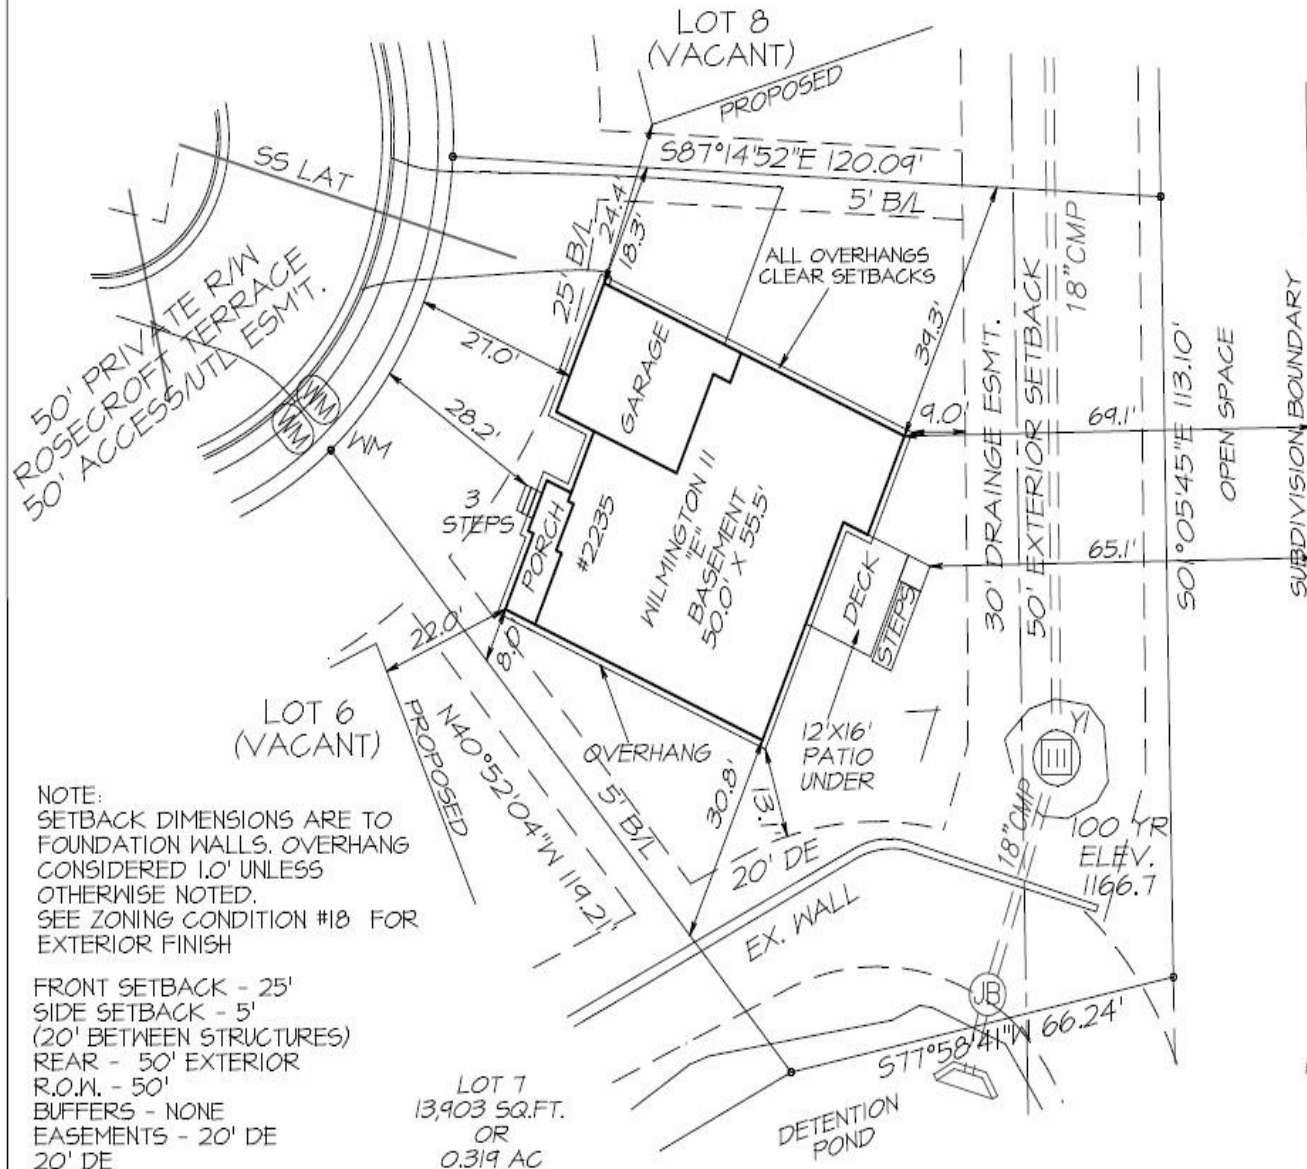 LOT 8
(VACANT)
PROPOSED
S87°14'52"E 120.09'
5' B/L
SS LAT
24.4'
18.3'
25' B/L
ALL OVERHANGS
CLEAR SETBACKS
39.3'
18"CMP
50' PRIVATE R/W
ROSECROFT TERRACE
50' ACCESS/UTL ESM'T.
WM
WM
WM
27.0'
28.2'
GARAGE
9.0'
69.1'
30' DRAINGE ESM'T.
50' EXTERIOR SETBACK
S01°05'45"E 113.10'
OPEN SPACE
SUBDIVISION BOUNDARY
3
STEPS
PORCH
#2235
WILMINGTON II
"E"
BASEMENT
50.0' X 55.5'
DECK
STEPS
65.1'
22.0'
8.0'
LOT 6
(VACANT)
PROPOSED
N40°52'04"W 119.21'
OVERHANG
5' B/L
30.8'
13.1'
12'X16'
PATIO
UNDER
20' DE
EX. WALL
YI
18"CMP
100 YR
ELEV.
1166.7
JB
S77°58'41"W 66.24'
DETENTION
POND
NOTE:
SETBACK DIMENSIONS ARE TO
FOUNDATION WALLS. OVERHANG
CONSIDERED 1.0' UNLESS
OTHERWISE NOTED.
SEE ZONING CONDITION #18 FOR
EXTERIOR FINISH
FRONT SETBACK - 25'
SIDE SETBACK - 5'
(20' BETWEEN STRUCTURES)
REAR - 50' EXTERIOR
R.O.W. - 50'
BUFFERS - NONE
EASEMENTS - 20' DE
20' DE
LOT 7
13,903 SQ.FT.
OR
0.319 AC